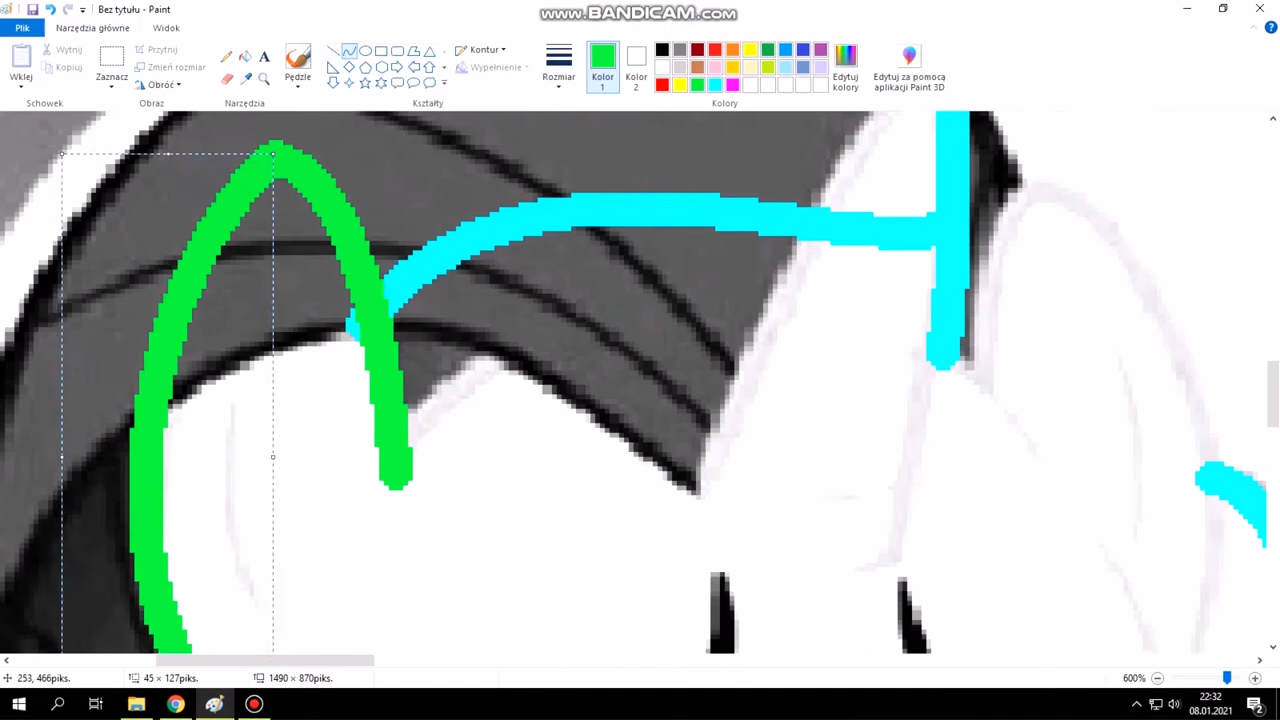 Bez tytułu - Paint
www.BANDICAM.com
Plik
Narzędzia główne
Widok
Wklej
Wytnij
Kopiuj
Schowek
Zaznacz
Przytnij
Zmień rozmiar
Obróć
Obraz
A
Narzędzia
Pędzle
Kontur
Wypełnienie
Kształty
Rozmiar
Kolor
1
Kolor
2
Edytuj
kolory
Kolory
Edytuj za pomocą
aplikacji Paint 3D
253, 466piks.
45 × 127piks.
1490 × 870piks.
600%
22:32
08.01.2021
2